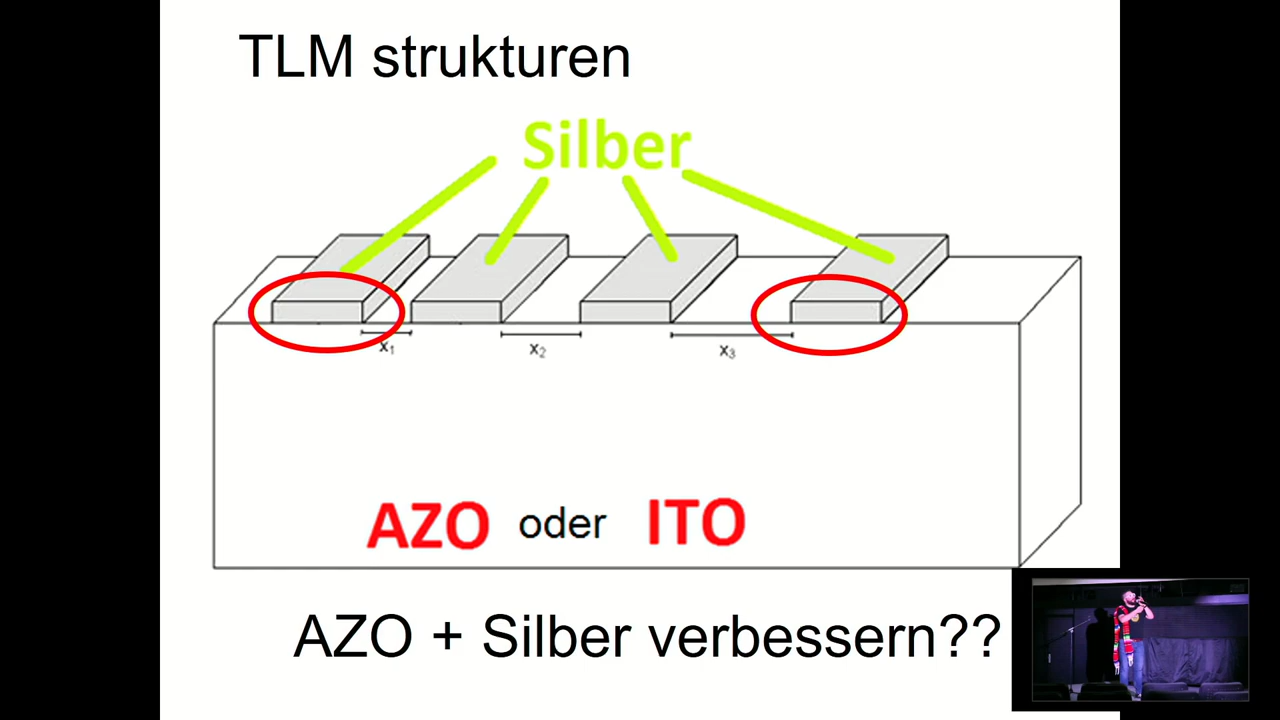 TLM strukturen
Silber
x₁ x₂ x₃
AZO oder ITO
AZO + Silber verbessern??